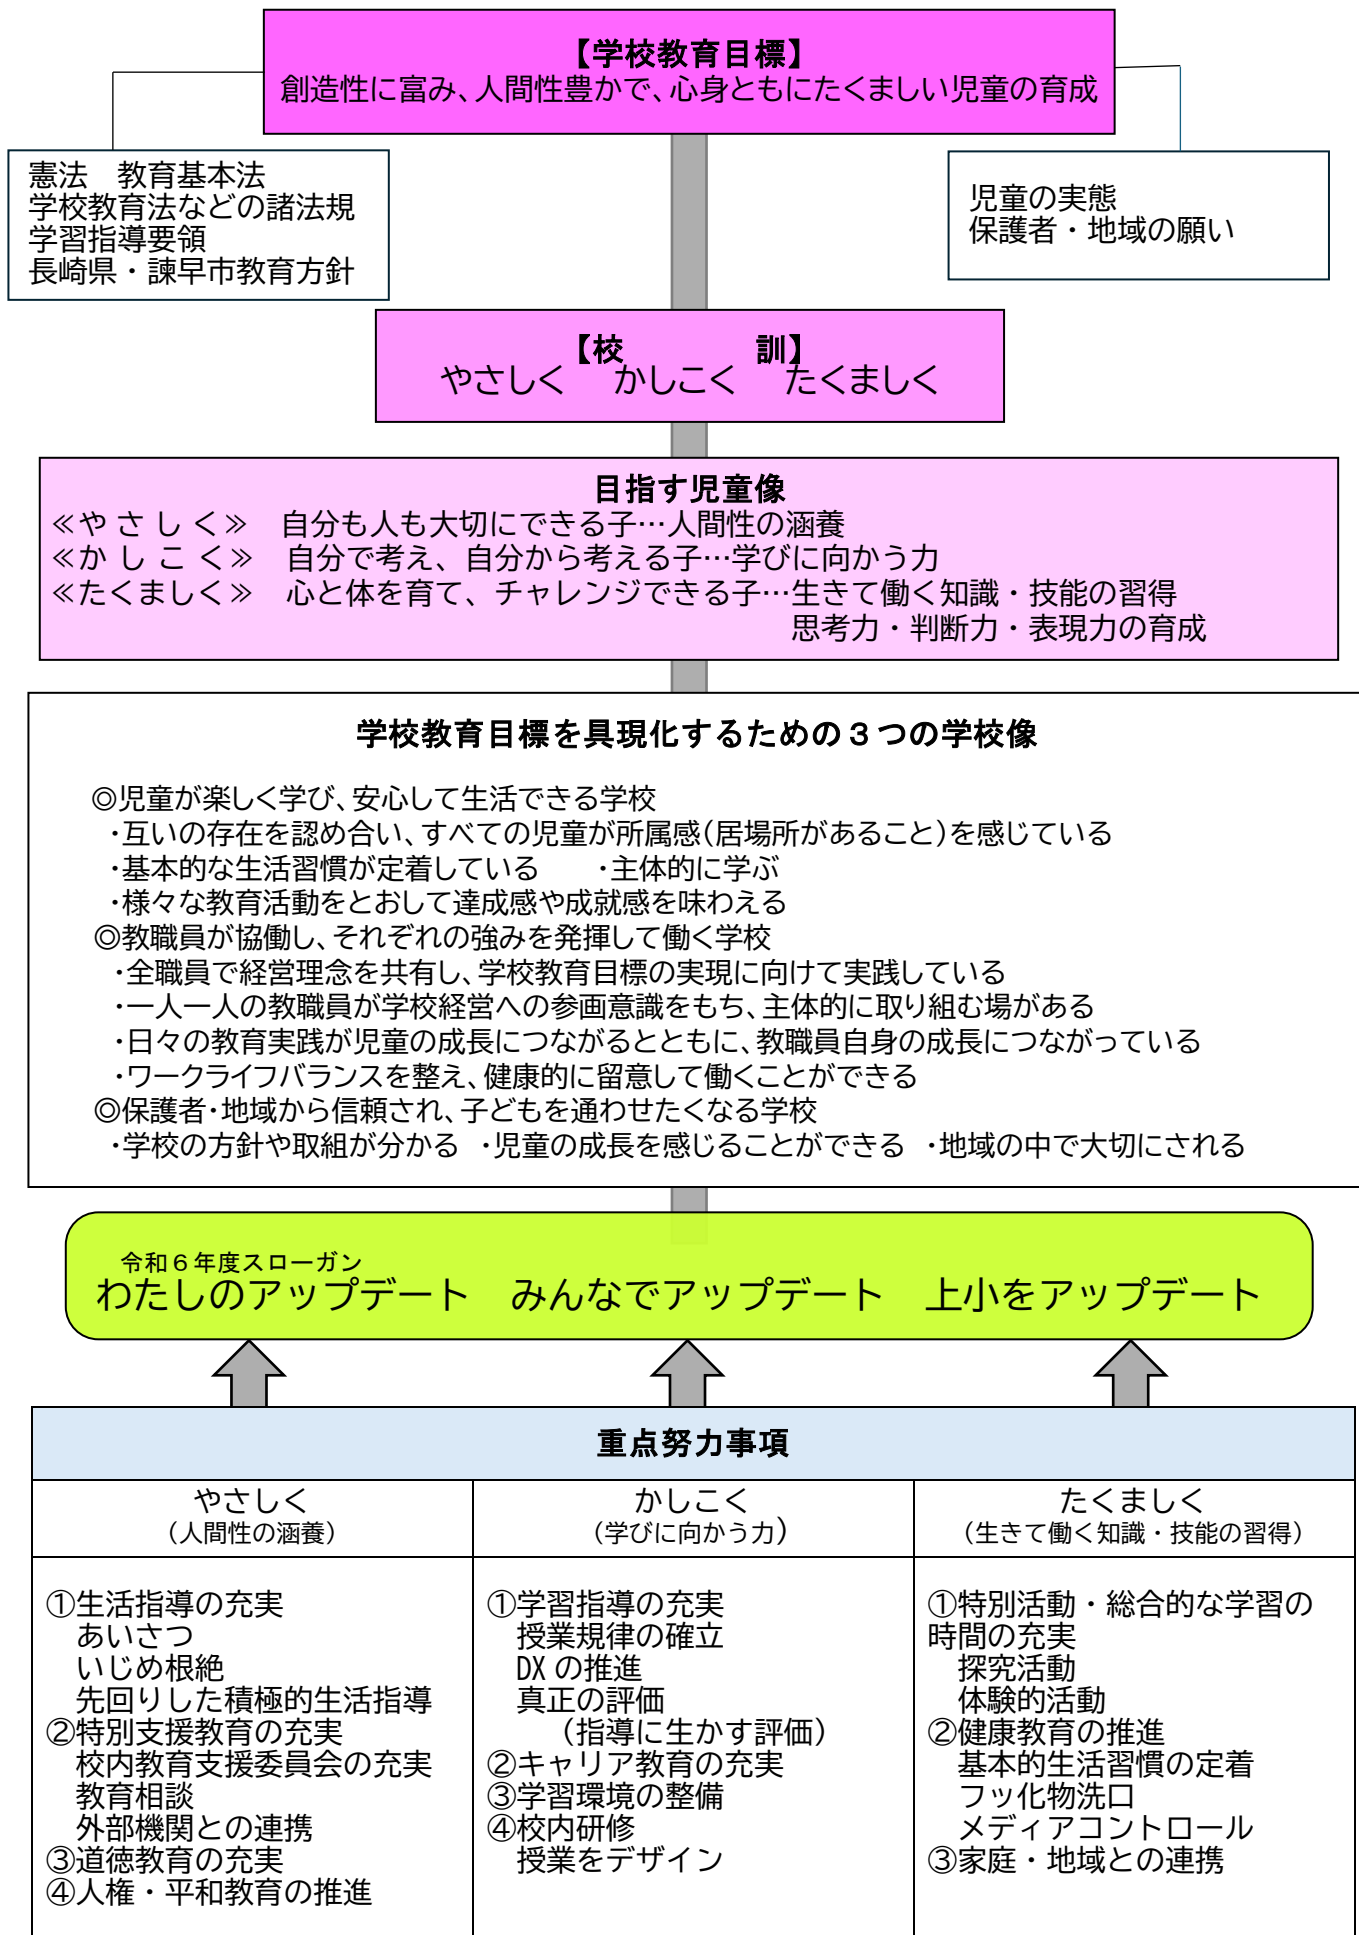 【学校教育目標】
創造性に富み、人間性豊かで、心身ともにたくましい児童の育成
憲法　教育基本法
学校教育法などの諸法規
学習指導要領
長崎県・諫早市教育方針
児童の実態
保護者・地域の願い
【校　　　　訓】
やさしく　かしこく　たくましく
目指す児童像
≪や さ し く≫　自分も人も大切にできる子…人間性の涵養
≪か し こ く≫　自分で考え、自分から考える子…学びに向かう力
≪たくましく≫　心と体を育て、チャレンジできる子…生きて働く知識・技能の習得
思考力・判断力・表現力の育成
学校教育目標を具現化するための３つの学校像
◎児童が楽しく学び、安心して生活できる学校
・互いの存在を認め合い、すべての児童が所属感（居場所があること）を感じている
・基本的な生活習慣が定着している　　・主体的に学ぶ
・様々な教育活動をとおして達成感や成就感を味わえる
◎教職員が協働し、それぞれの強みを発揮して働く学校
・全職員で経営理念を共有し、学校教育目標の実現に向けて実践している
・一人一人の教職員が学校経営への参画意識をもち、主体的に取り組む場がある
・日々の教育実践が児童の成長につながるとともに、教職員自身の成長につながっている
・ワークライフバランスを整え、健康的に留意して働くことができる
◎保護者・地域から信頼され、子どもを通わせたくなる学校
・学校の方針や取組が分かる　・児童の成長を感じることができる　・地域の中で大切にされる
令和６年度スローガン
わたしのアップデート　みんなでアップデート　上小をアップデート
重点努力事項
やさしく
（人間性の涵養）
①生活指導の充実
あいさつ
いじめ根絶
先回りした積極的生活指導
②特別支援教育の充実
校内教育支援委員会の充実
教育相談
外部機関との連携
③道徳教育の充実
④人権・平和教育の推進
かしこく
（学びに向かう力）
①学習指導の充実
授業規律の確立
DXの推進
真正の評価
（指導に生かす評価）
②キャリア教育の充実
③学習環境の整備
④校内研修
授業をデザイン
たくましく
（生きて働く知識・技能の習得）
①特別活動・総合的な学習の
時間の充実
探究活動
体験的活動
②健康教育の推進
基本的生活習慣の定着
フッ化物洗口
メディアコントロール
③家庭・地域との連携